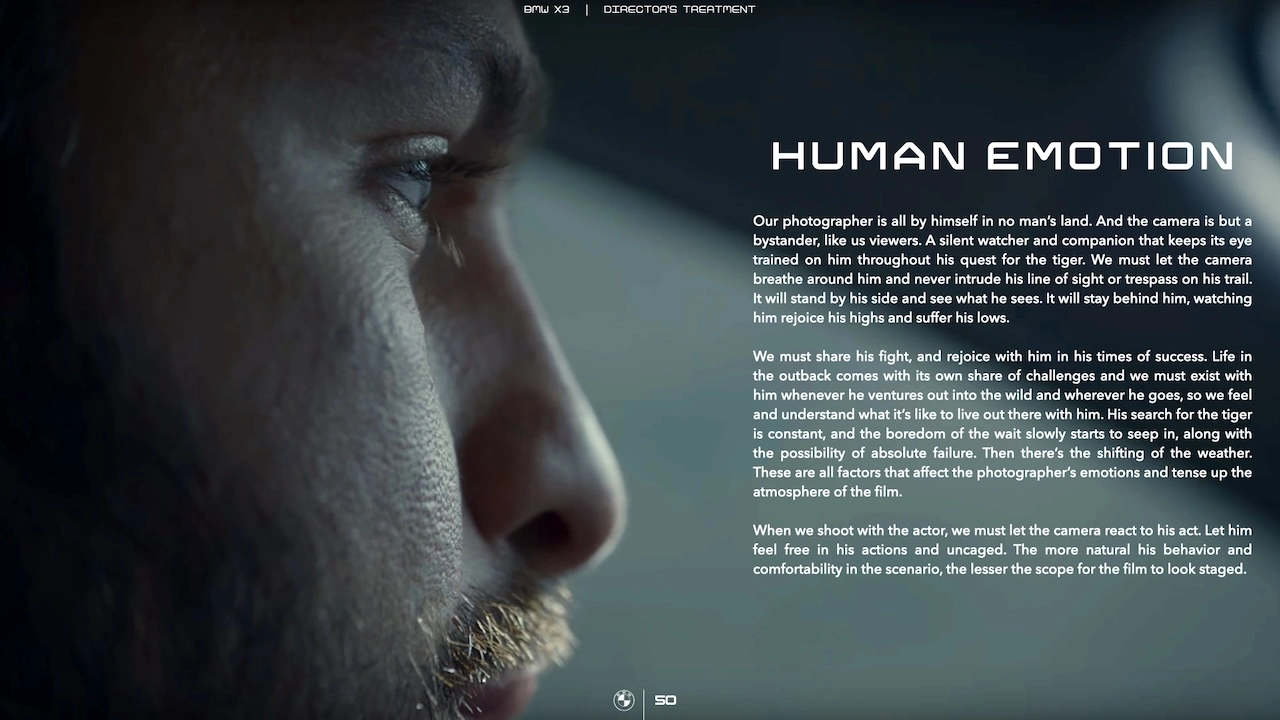 BMW X3 | DIRECTOR'S TREATMENT
HUMAN EMOTION
Our photographer is all by himself in no man's land. And the camera is but a
bystander, like us viewers. A silent watcher and companion that keeps its eye
trained on him throughout his quest for the tiger. We must let the camera
breathe around him and never intrude his line of sight or trespass on his trail.
It will stand by his side and see what he sees. It will stay behind him, watching
him rejoice his highs and suffer his lows.
We must share his fight, and rejoice with him in his times of success. Life in
the outback comes with its own share of challenges and we must exist with
him whenever he ventures out into the wild and wherever he goes, so we feel
and understand what it's like to live out there with him. His search for the tiger
is constant, and the boredom of the wait slowly starts to seep in, along with
the possibility of absolute failure. Then there's the shifting of the weather.
These are all factors that affect the photographer's emotions and tense up the
atmosphere of the film.
When we shoot with the actor, we must let the camera react to his act. Let him
feel free in his actions and uncaged. The more natural his behavior and
comfortability in the scenario, the lesser the scope for the film to look staged.
50